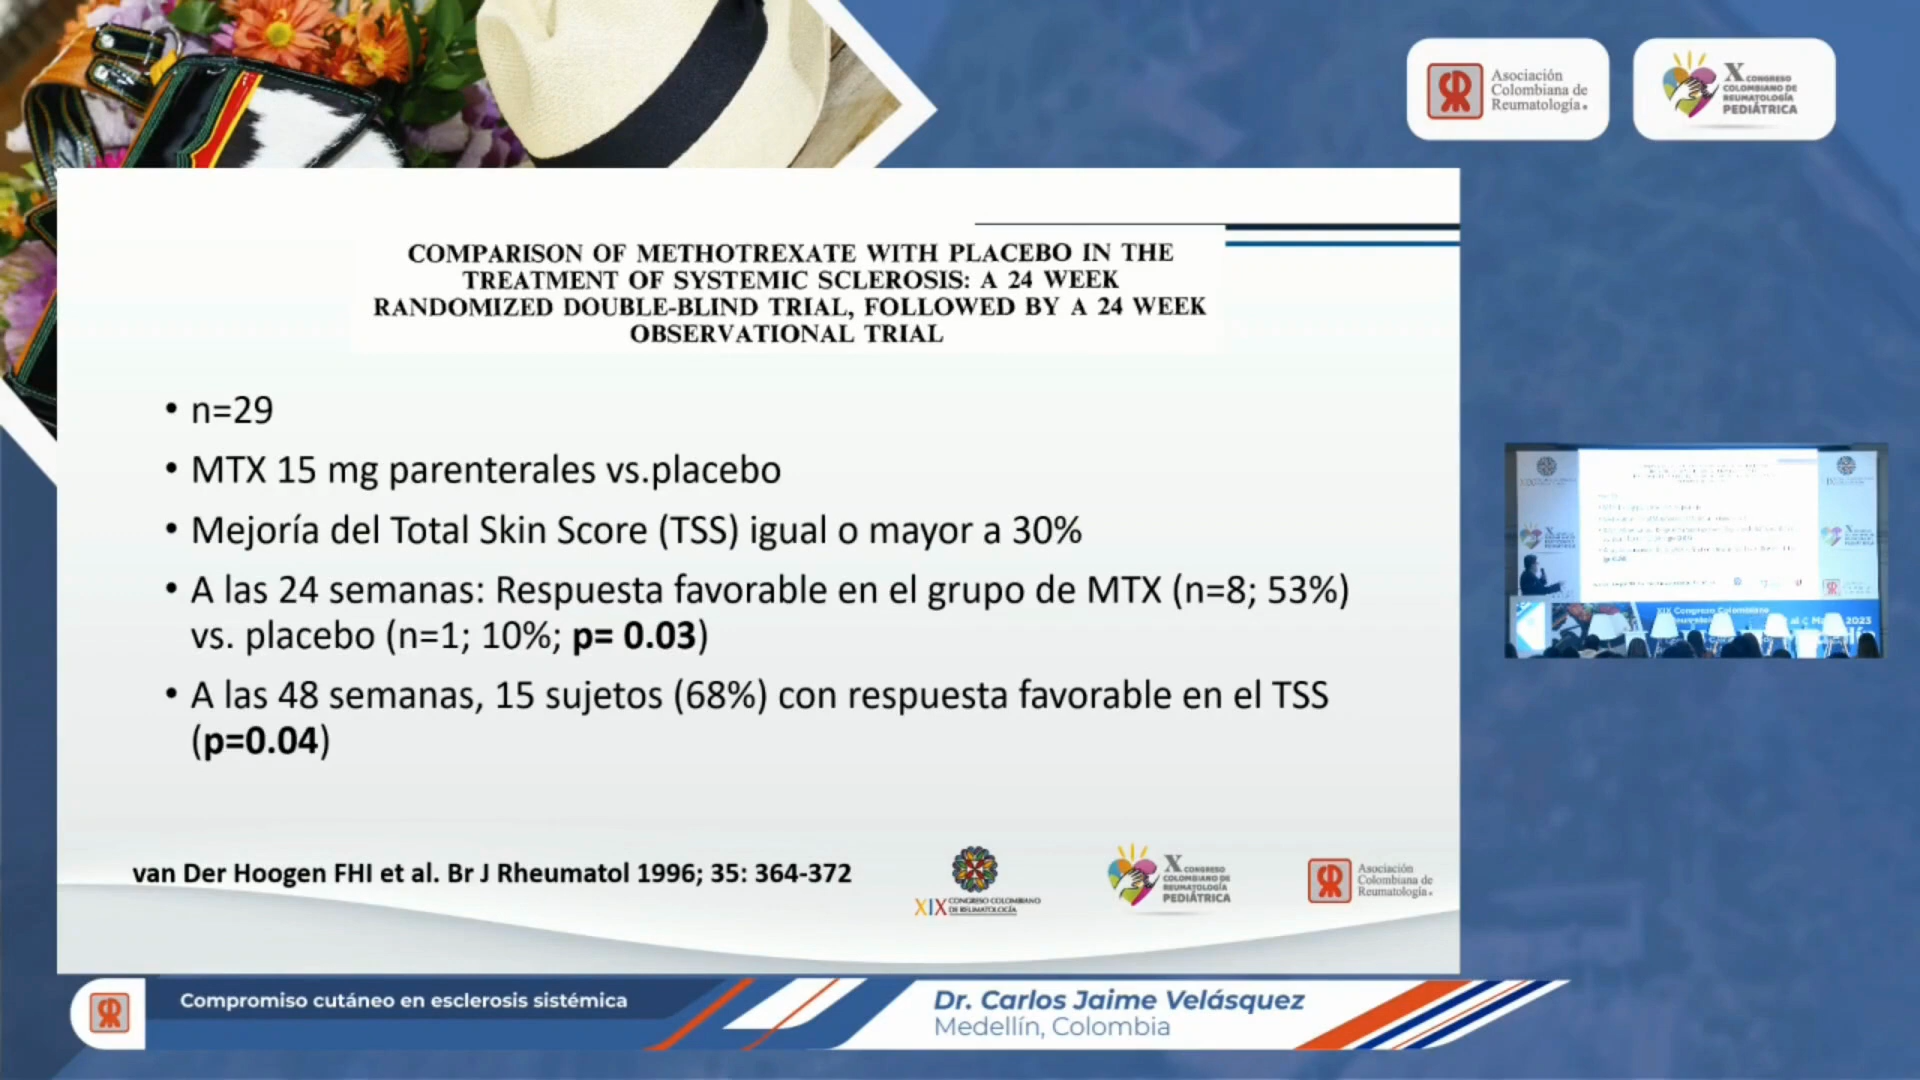 Asociación
Colombiana de
Reumatología.
X CONGRESO
COLOMBIANO DE
REUMATOLOGÍA
PEDIÁTRICA
COMPARISON OF METHOTREXATE WITH PLACEBO IN THE
TREATMENT OF SYSTEMIC SCLEROSIS: A 24 WEEK
RANDOMIZED DOUBLE-BLIND TRIAL, FOLLOWED BY A 24 WEEK
OBSERVATIONAL TRIAL
• n=29
• MTX 15 mg parenterales vs.placebo
• Mejoría del Total Skin Score (TSS) igual o mayor a 30%
• A las 24 semanas: Respuesta favorable en el grupo de MTX (n=8; 53%)
vs. placebo (n=1; 10%; p= 0.03)
• A las 48 semanas, 15 sujetos (68%) con respuesta favorable en el TSS
(p=0.04)
van Der Hoogen FHI et al. Br J Rheumatol 1996; 35: 364-372
XIX CONGRESO COLOMBIANO
DE REUMATOLOGÍA
X CONGRESO
COLOMBIANO DE
REUMATOLOGÍA
PEDIÁTRICA
Asociación
Colombiana de
Reumatología.
XIX Congreso Colombiano
2023
Compromiso cutáneo en esclerosis sistémica
Dr. Carlos Jaime Velásquez
Medellín, Colombia